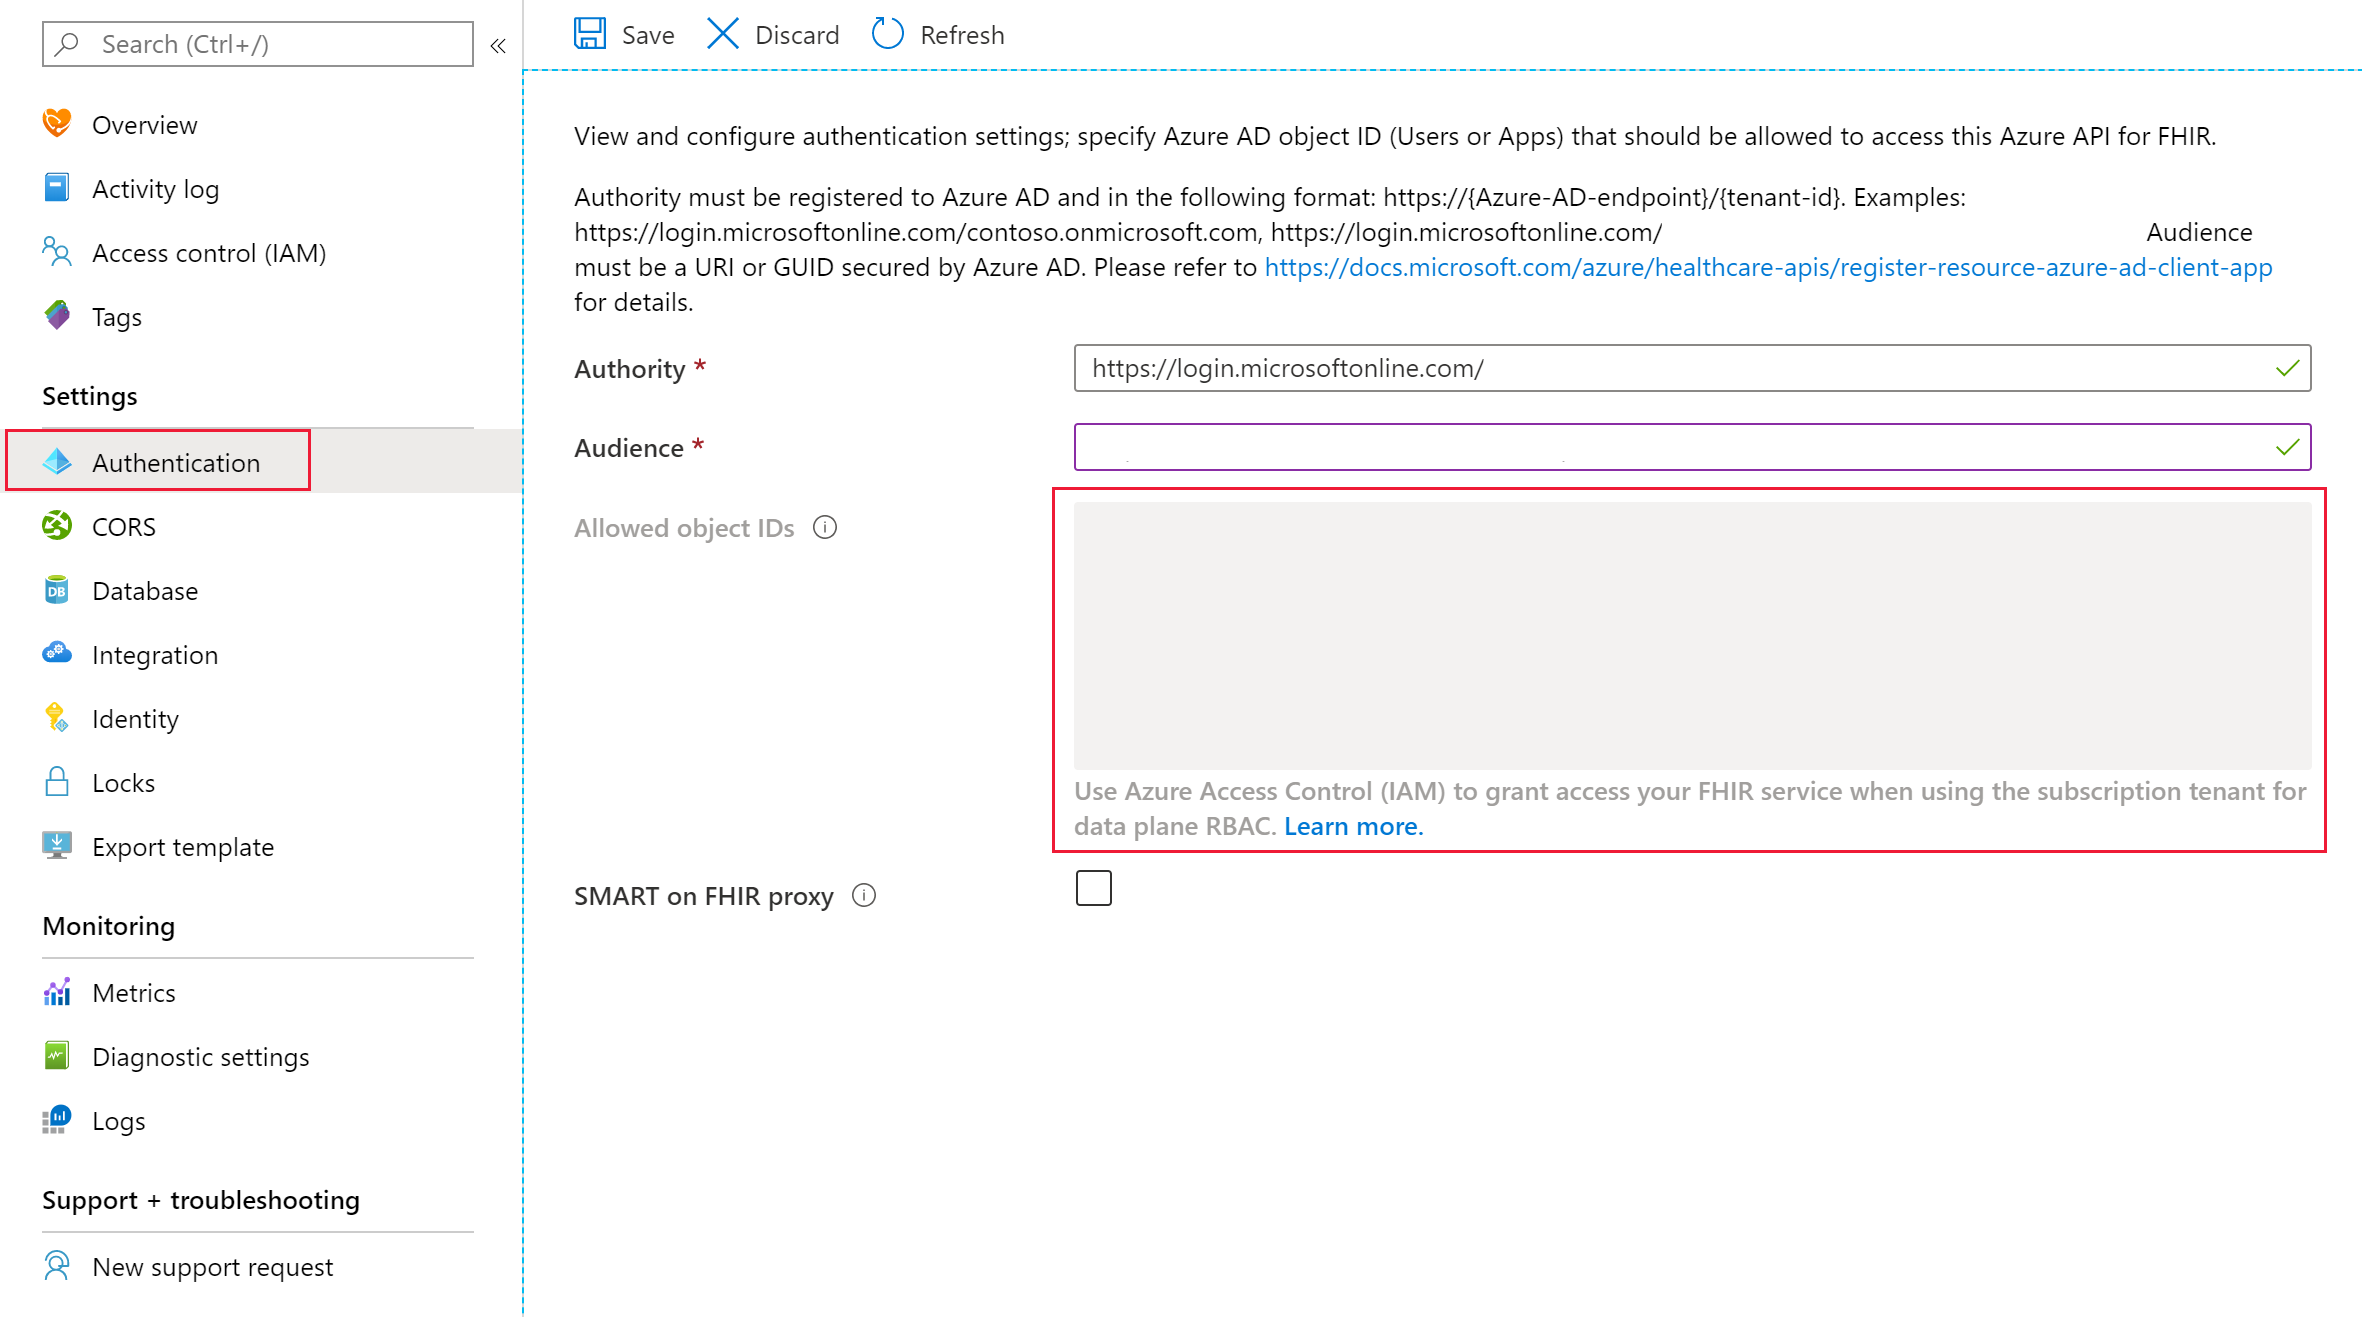 Search (Ctrl+/)
«
Overview
Activity log
Access control (IAM)
Tags
Settings
Authentication
CORS
DB
Database
Integration
Identity
Locks
Export template
Monitoring
Metrics
Diagnostic settings
Logs
Support + troubleshooting
New support request
Save Discard Refresh
View and configure authentication settings; specify Azure AD object ID (Users or Apps) that should be allowed to access this Azure API for FHIR.
Authority must be registered to Azure AD and in the following format: https://{Azure-AD-endpoint}/{tenant-id}. Examples:
https://login.microsoftonline.com/contoso.onmicrosoft.com, https://login.microsoftonline.com/ Audience
must be a URI or GUID secured by Azure AD. Please refer to https://docs.microsoft.com/azure/healthcare-apis/register-resource-azure-ad-client-app
for details.
Authority * https://login.microsoftonline.com/
Audience *
Allowed object IDs
Use Azure Access Control (IAM) to grant access your FHIR service when using the subscription tenant for
data plane RBAC. Learn more.
SMART on FHIR proxy